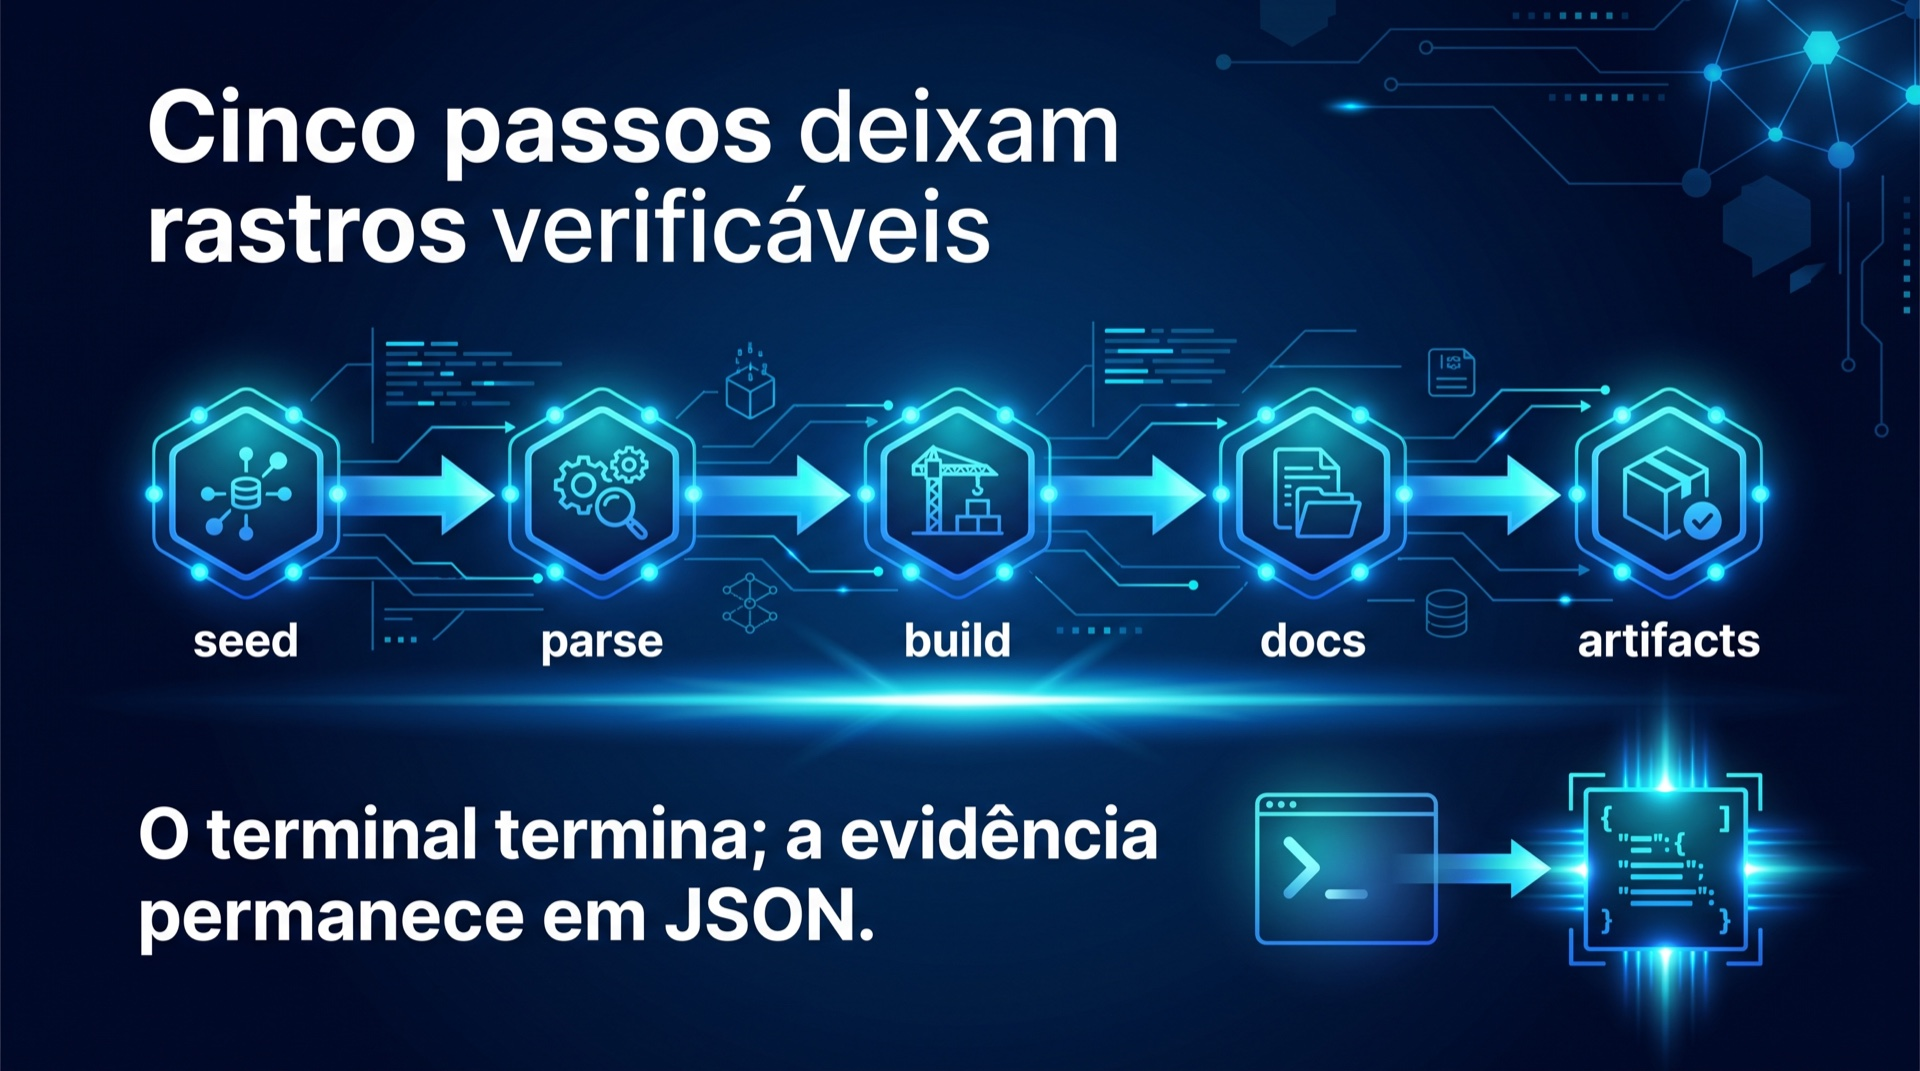 Cinco passos deixam
rastros verificáveis
seed
parse
build
docs
artifacts
O terminal termina; a evidência
permanece em JSON.